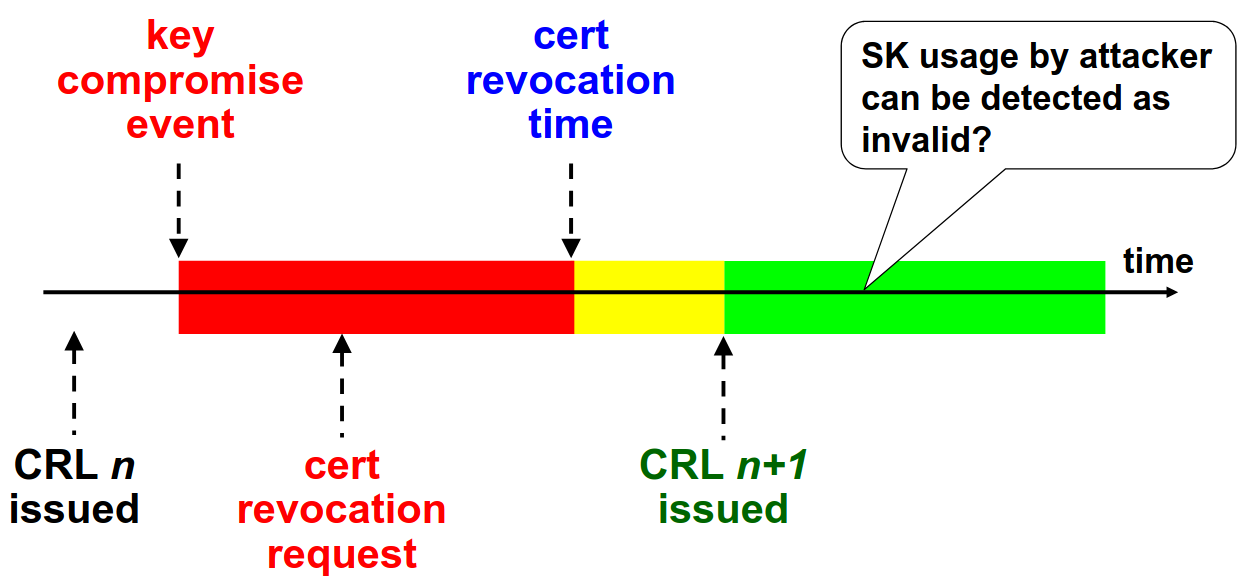 key
compromise
event
cert
revocation
time
SK usage by attacker
can be detected as
invalid?
time
CRL n
issued
cert
revocation
request
CRL n+1
issued